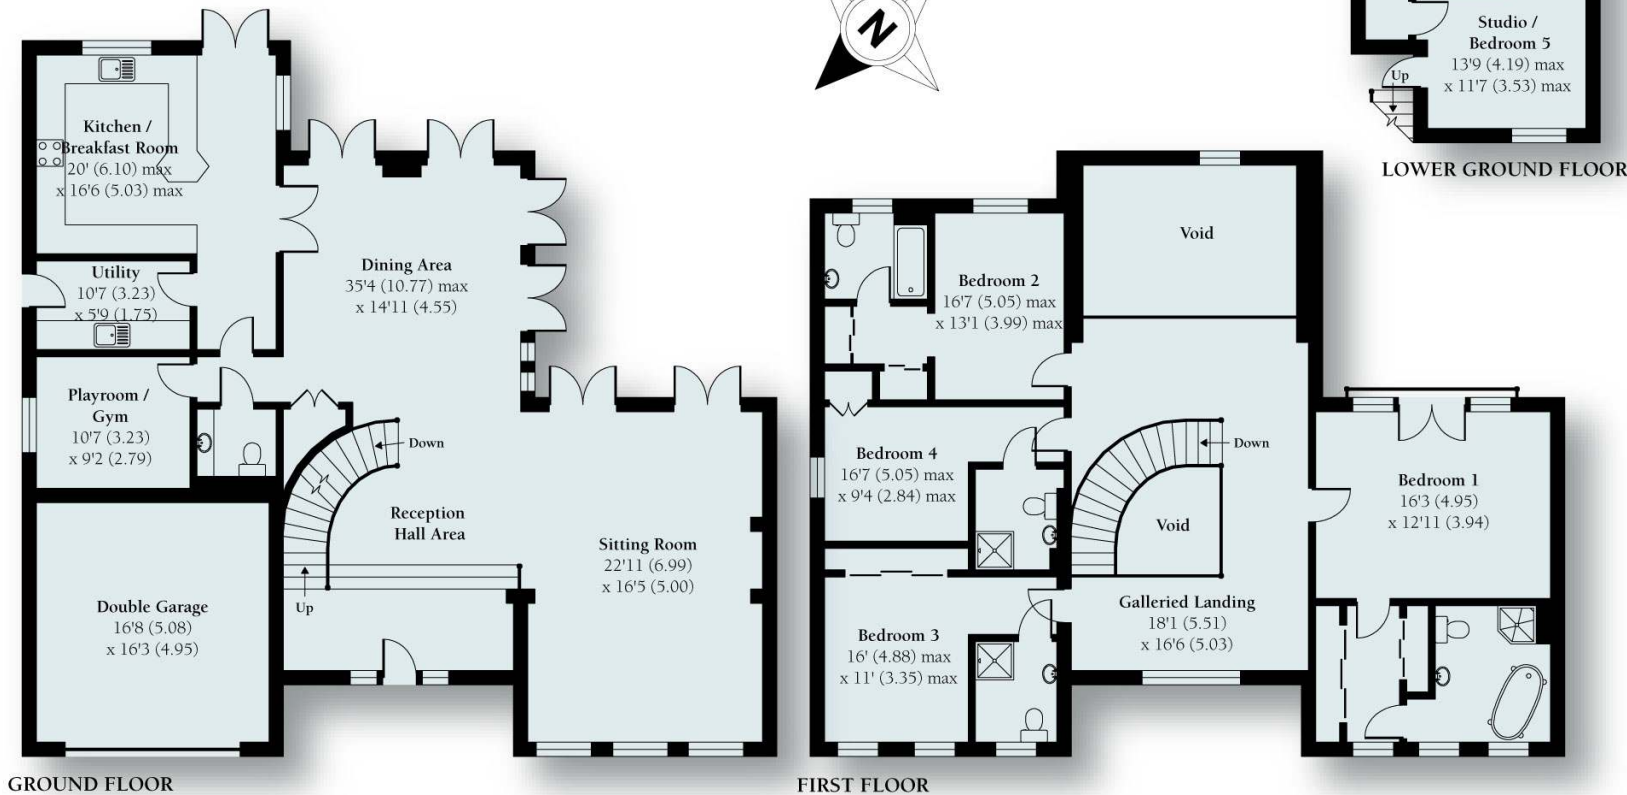 N
Studio /
Bedroom 5
13'9 (4.19) max
x 11'7 (3.53) max
Up
LOWER GROUND FLOOR
Kitchen /
Breakfast Room
20' (6.10) max
x 16'6 (5.03) max
Utility
10'7 (3.23)
x 5'9 (1.75)
Dining Area
35'4 (10.77) max
x 14'11 (4.55)
Playroom /
Gym
10'7 (3.23)
x 9'2 (2.79)
Down
Reception
Hall Area
Sitting Room
22'11 (6.99)
x 16'5 (5.00)
Up
Double Garage
16'8 (5.08)
x 16'3 (4.95)
GROUND FLOOR
Void
Bedroom 2
16'7 (5.05) max
x 13'1 (3.99) max
Bedroom 4
16'7 (5.05) max
x 9'4 (2.84) max
Down
Void
Bedroom 1
16'3 (4.95)
x 12'11 (3.94)
Galleried Landing
18'1 (5.51)
x 16'6 (5.03)
Bedroom 3
16' (4.88) max
x 11' (3.35) max
FIRST FLOOR